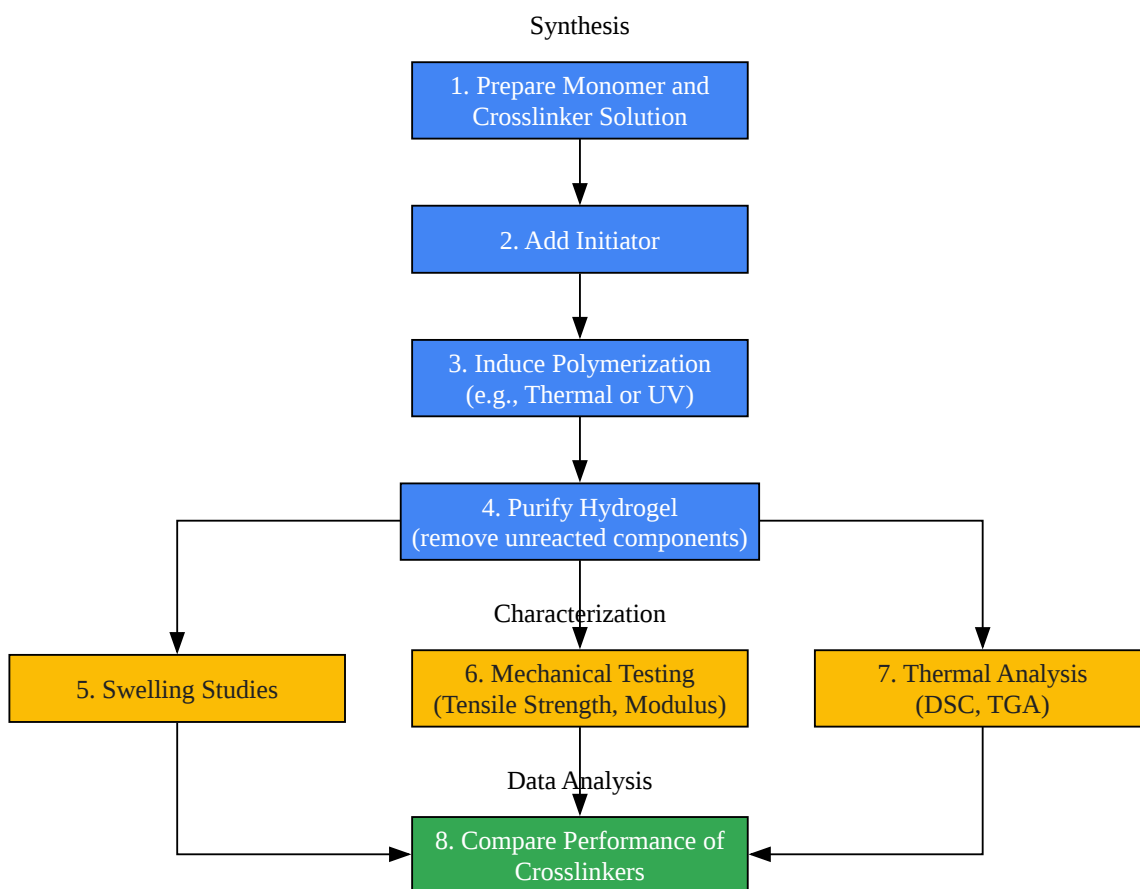 Synthesis
1. Prepare Monomer and
Crosslinker Solution
2. Add Initiator
3. Induce Polymerization
(e.g., Thermal or UV)
4. Purify Hydrogel
(remove unreacted components)
Characterization
5. Swelling Studies
6. Mechanical Testing
(Tensile Strength, Modulus)
7. Thermal Analysis
(DSC, TGA)
Data Analysis
8. Compare Performance of
Crosslinkers